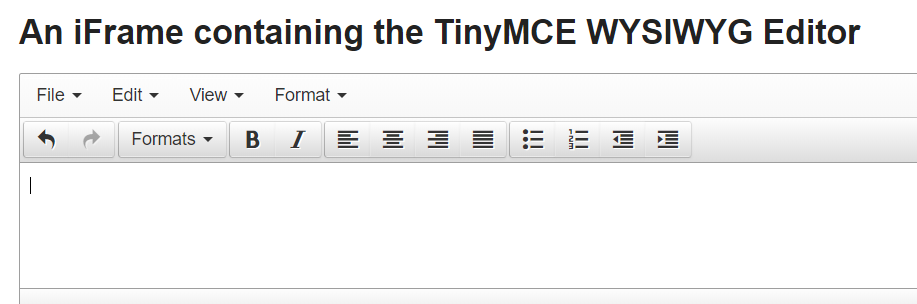 An iFrame containing the TinyMCE WYSIWYG Editor
File Edit View Format
Formats B I